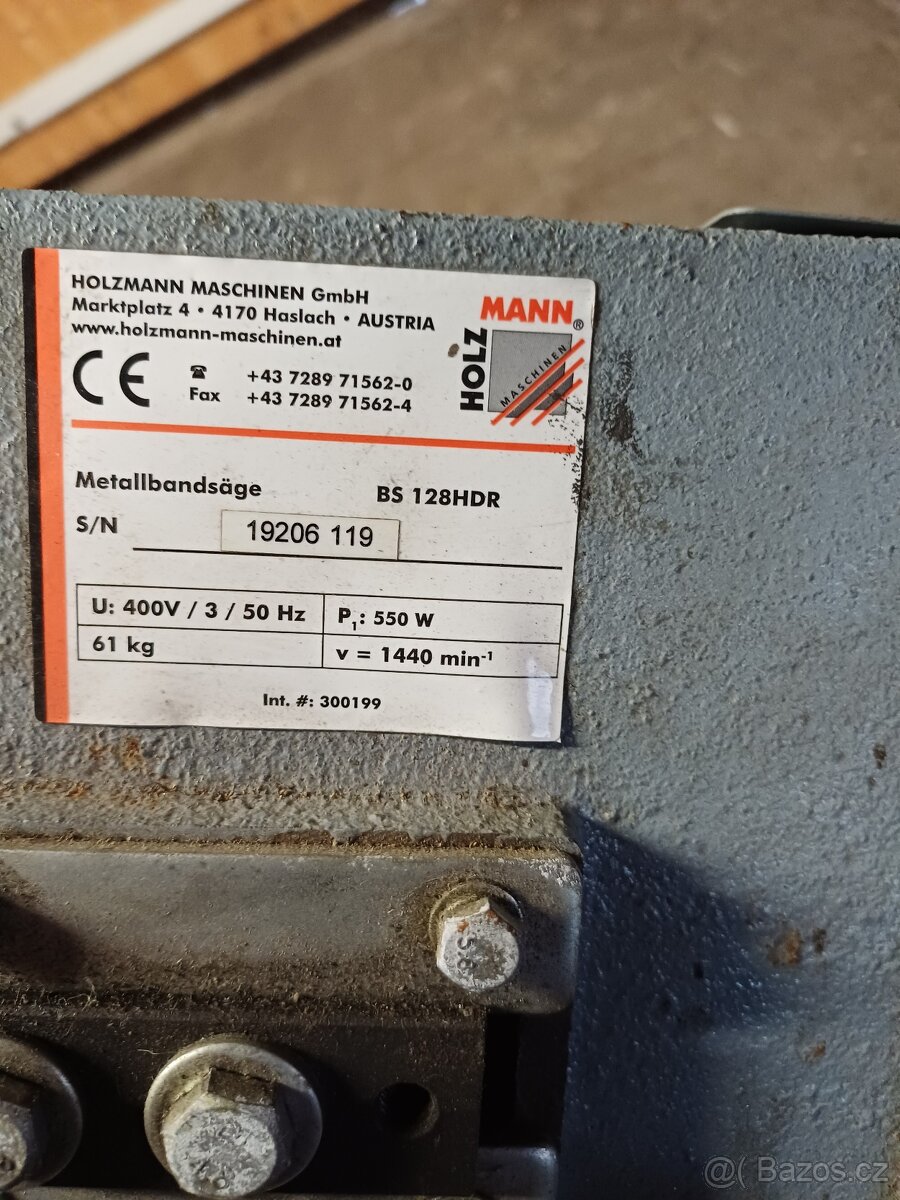 HOLZMANN MASCHINEN GmbH
Marktplatz 4 • 4170 Haslach • AUSTRIA
www.holzmann-maschinen.at
CE
☎ +43 7289 71562-0
Fax +43 7289 71562-4
HOLZ
MANN®
MASCHINEN
Metallbandsäge BS 128HDR
S/N 19206 119
U: 400V / 3 / 50 Hz
P₁: 550 W
61 kg
v = 1440 min⁻¹
Int. #: 300199
@( Bazos.cz